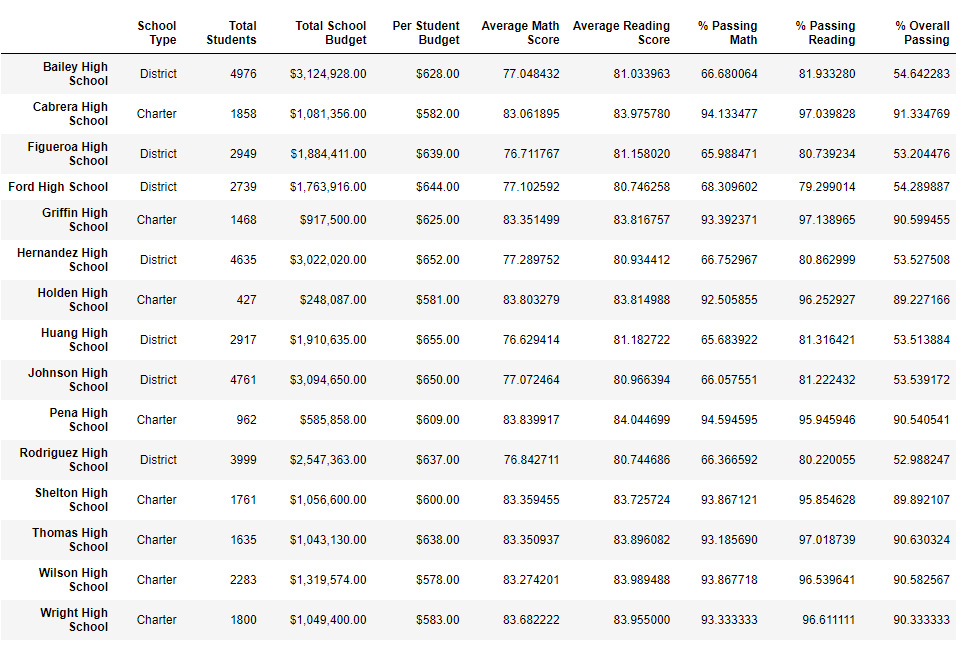 School Type Total Students Total School Budget Per Student Budget Average Math Score Average Reading Score % Passing Math % Passing Reading % Overall Passing
Bailey High School District 4976 $3,124,928.00 $628.00 77.048432 81.033963 66.680064 81.933280 54.642283
Cabrera High School Charter 1858 $1,081,356.00 $582.00 83.061895 83.975780 94.133477 97.039828 91.334769
Figueroa High School District 2949 $1,884,411.00 $639.00 76.711767 81.158020 65.988471 80.739234 53.204476
Ford High School District 2739 $1,763,916.00 $644.00 77.102592 80.746258 68.309602 79.299014 54.289887
Griffin High School Charter 1468 $917,500.00 $625.00 83.351499 83.816757 93.392371 97.138965 90.599455
Hernandez High School District 4635 $3,022,020.00 $652.00 77.289752 80.934412 66.752967 80.862999 53.527508
Holden High School Charter 427 $248,087.00 $581.00 83.803279 83.814988 92.505855 96.252927 89.227166
Huang High School District 2917 $1,910,635.00 $655.00 76.629414 81.182722 65.683922 81.316421 53.513884
Johnson High School District 4761 $3,094,650.00 $650.00 77.072464 80.966394 66.057551 81.222432 53.539172
Pena High School Charter 962 $585,858.00 $609.00 83.839917 84.044699 94.594595 95.945946 90.540541
Rodriguez High School District 3999 $2,547,363.00 $637.00 76.842711 80.744686 66.366592 80.220055 52.988247
Shelton High School Charter 1761 $1,056,600.00 $600.00 83.359455 83.725724 93.867121 95.854628 89.892107
Thomas High School Charter 1635 $1,043,130.00 $638.00 83.350937 83.896082 93.185690 97.018739 90.630324
Wilson High School Charter 2283 $1,319,574.00 $578.00 83.274201 83.989488 93.867718 96.539641 90.582567
Wright High School Charter 1800 $1,049,400.00 $583.00 83.682222 83.955000 93.333333 96.611111 90.333333